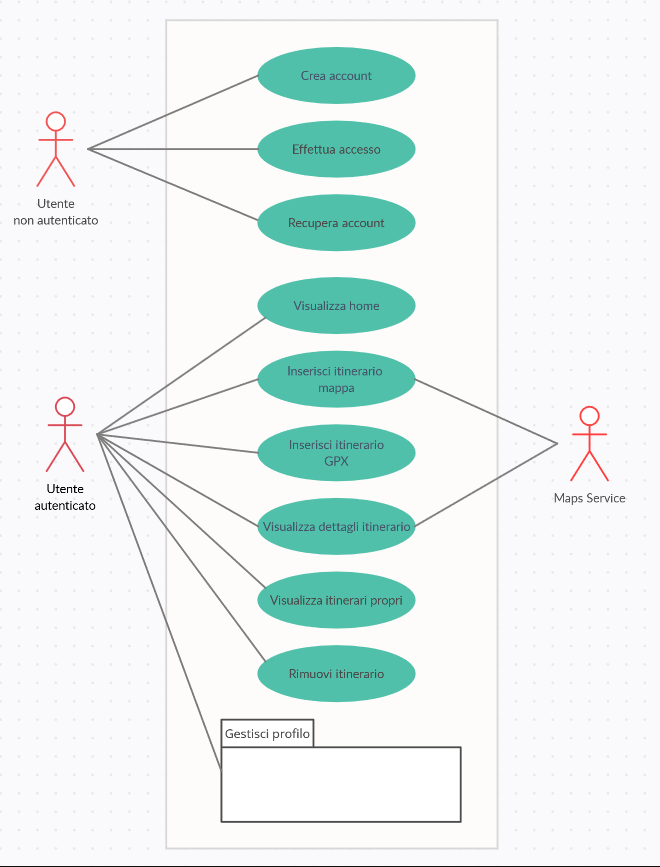 Crea account
Effettua accesso
Utente
non autenticato
Recupera account
Visualizza home
Inserisci itinerario
mappa
Inserisci itinerario
GPX
Utente
autenticato
Maps Service
Visualizza dettagli itinerario
Visualizza itinerari propri
Rimuovi itinerario
Gestisci profilo